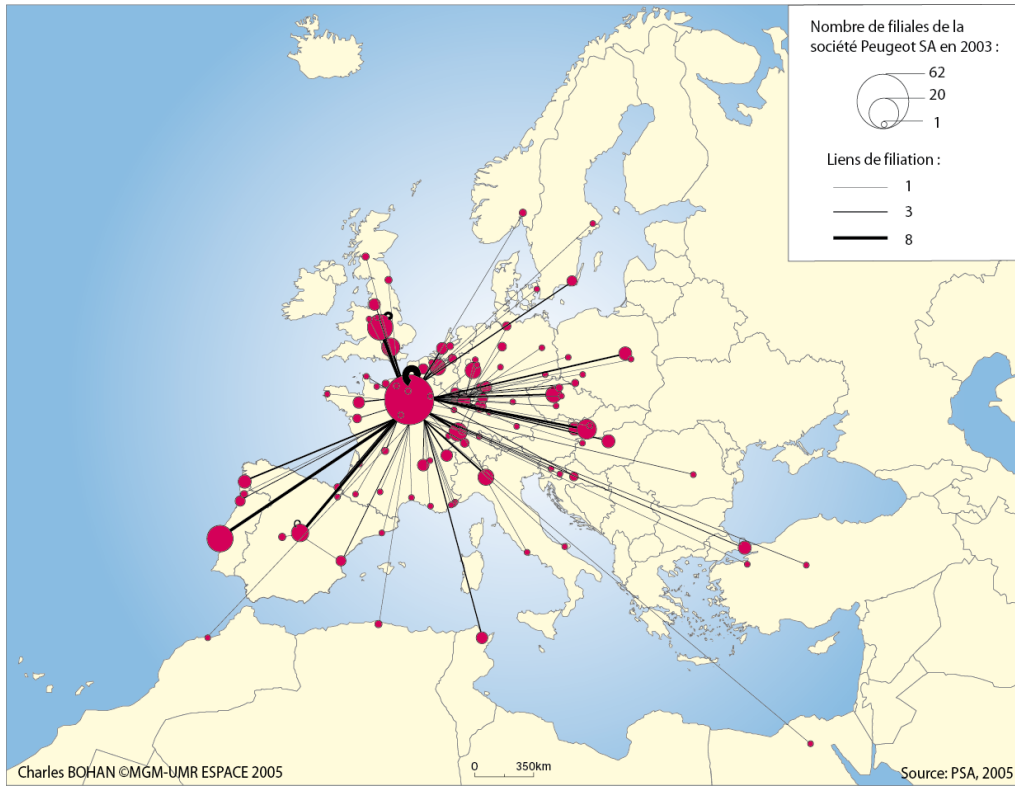 Nombre de filiales de la
société Peugeot SA en 2003 :
62
20
1
Liens de filiation :
1
3
8
Charles BOHAN ©MGM-UMR ESPACE 2005
0 350km
Source: PSA, 2005